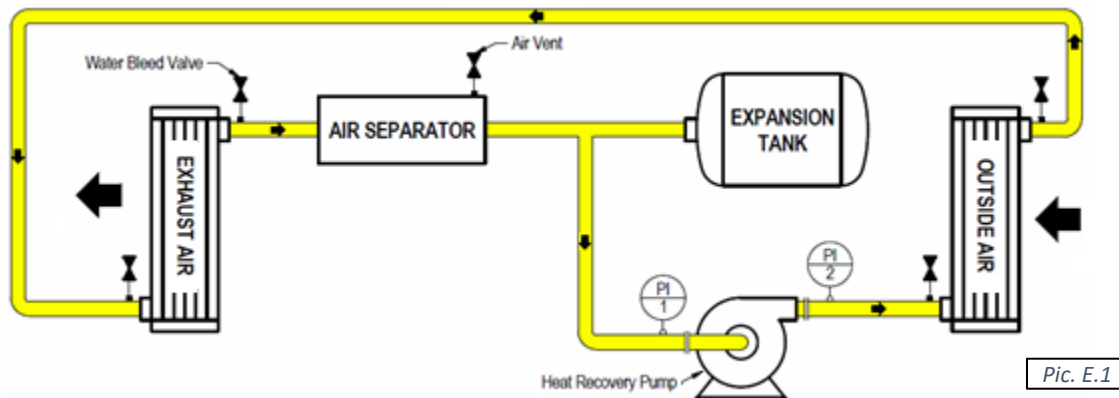 Water Bleed Valve
Air Vent
EXHAUST AIR
AIR SEPARATOR
EXPANSION
TANK
OUTSIDE AIR
PI
1
PI
2
Heat Recovery Pump
Pic. E.1